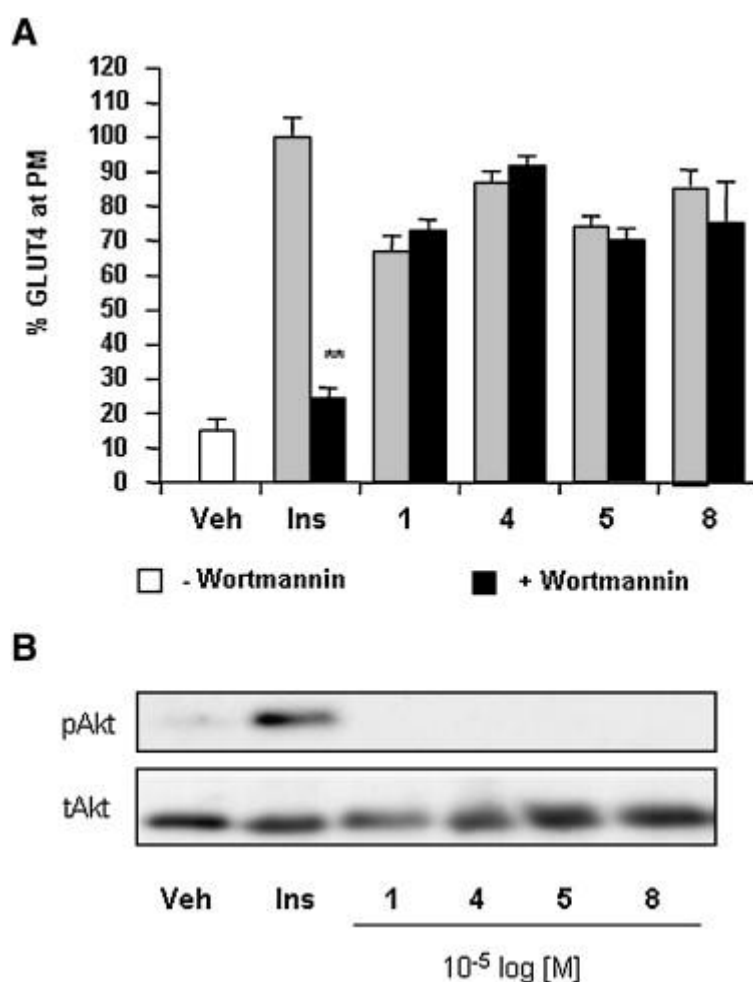 A
% GLUT4 at PM
120
110
100
90
80
70
60
50
40
30
20
10
0
**
Veh Ins 1 4 5 8
- Wortmannin + Wortmannin
B
pAkt
tAkt
Veh Ins 1 4 5 8
10⁻⁵ log [M]